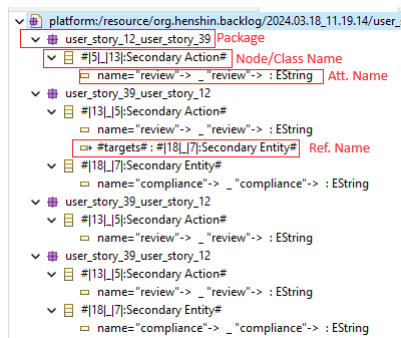 platform:/resource/org.henshin.backlog/2024.03.18_11.19.14/user_
user_story_12_user_story_39 Package
#|5|_|13|:Secondary Action# Node/Class Name
name="review"-> _ "review"-> : EString Att. Name
user_story_39_user_story_12
#|13|_|5|:Secondary Action#
name="review"-> _ "review"-> : EString
#targets# : #|18|_|7|:Secondary Entity# Ref. Name
#|18|_|7|:Secondary Entity#
name="compliance"-> _ "compliance"-> : EString
user_story_39_user_story_12
#|13|_|5|:Secondary Action#
name="review"-> _ "review"-> : EString
user_story_39_user_story_12
#|13|_|5|:Secondary Action#
name="review"-> _ "review"-> : EString
#|18|_|7|:Secondary Entity#
name="compliance"-> _ "compliance"-> : EString